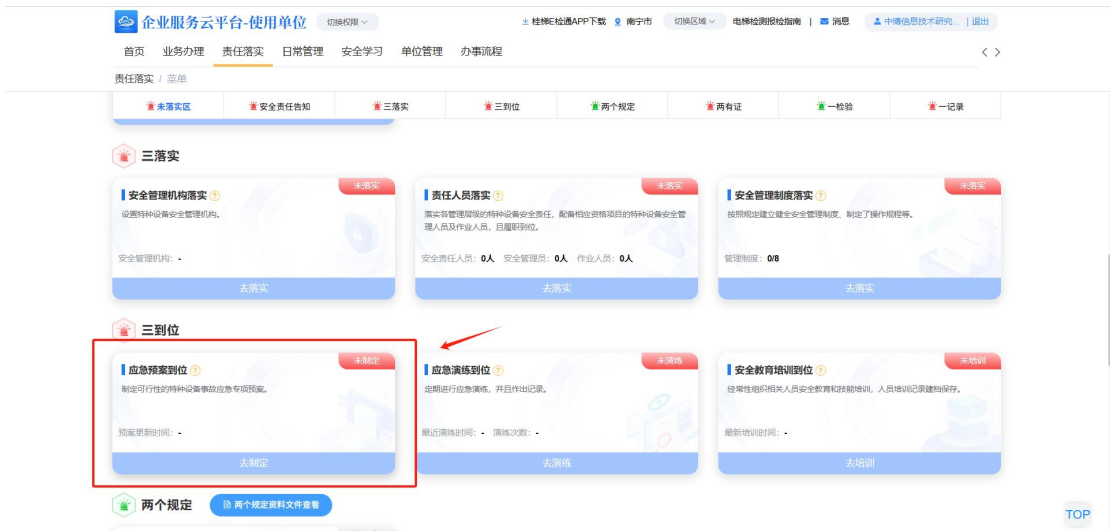 企业服务云平台-使用单位 切换权限 桂梯E检通APP下载 南宁市 切换区域 电梯检测报检指南 | 消息 中博信息技术研究... | 退出
首页 业务办理 责任落实 日常管理 安全学习 单位管理 办事流程
责任落实 / 菜单
未落实区 安全责任告知 三落实 三到位 两个规定 两有证 一检验 一记录
三落实
安全管理机构落实 ? 未落实 责任人员落实 ? 未落实 安全管理制度落实 ? 未落实
设置特种设备安全管理机构。 落实各管理层级的特种设备安全责任，配备相应资格项目的特种设备安全管 按照规定建立健全安全管理制度、制定了操作规程等。
理人员及作业人员，且履职到位。
安全管理机构： - 安全责任人员： 0人 安全管理员： 0人 作业人员： 0人 管理制度： 0/8
去落实 去落实 去落实
三到位
应急预案到位 ? 未制定 应急演练到位 ? 未演练 安全教育培训到位 ? 未培训
制定可行性的特种设备事故应急专项预案。 定期进行应急演练，并且作出记录。 经常性组织相关人员安全教育和技能培训，人员培训记录建档保存。
预案更新时间： - 最近演练时间： - 演练次数： - 最新培训时间： -
去制定 去演练 去培训
两个规定 两个规定资料文件查看
TOP